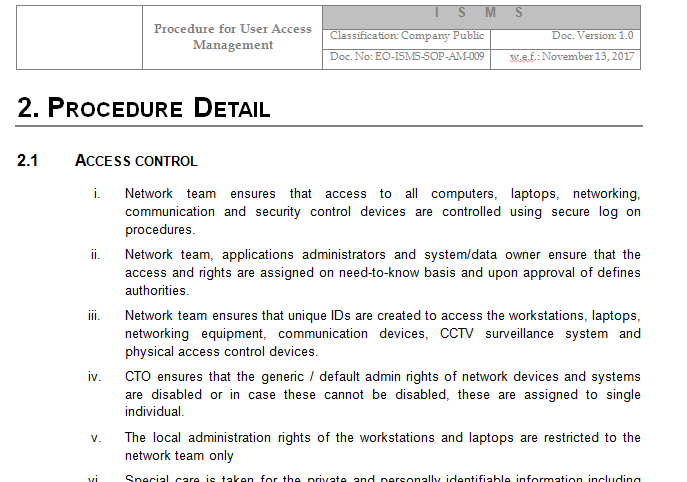 I S M S
Procedure for User Access
Management
Classification: Company Public
Doc. Version: 1.0
Doc. No: EO-ISMS-SOP-AM-009
w.e.f.: November 13, 2017
2. PROCEDURE DETAIL
2.1 ACCESS CONTROL
i. Network team ensures that access to all computers, laptops, networking,
communication and security control devices are controlled using secure log on
procedures.
ii. Network team, applications administrators and system/data owner ensure that the
access and rights are assigned on need-to-know basis and upon approval of defines
authorities.
iii. Network team ensures that unique IDs are created to access the workstations, laptops,
networking equipment, communication devices, CCTV surveillance system and
physical access control devices.
iv. CTO ensures that the generic / default admin rights of network devices and systems
are disabled or in case these cannot be disabled, these are assigned to single
individual.
v. The local administration rights of the workstations and laptops are restricted to the
network team only
vi. Special care is taken for the private and personally identifiable information including